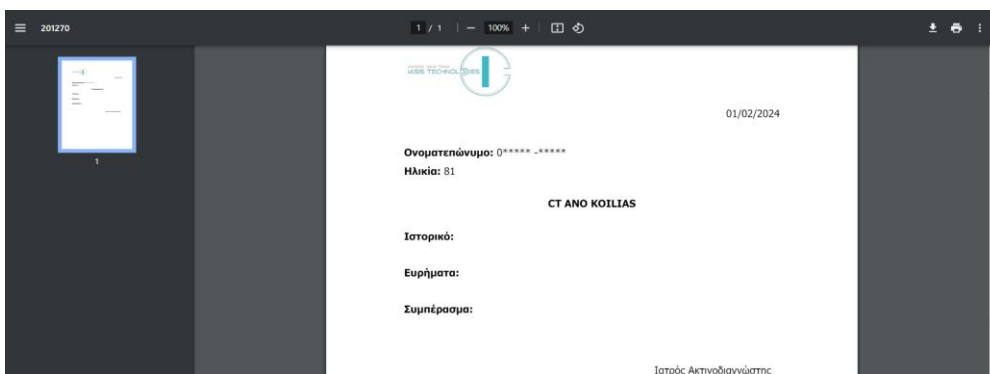 201270
1 / 1
100%
IASIS TECHNOLOGIES
01/02/2024
Ονοματεπώνυμο: 0***** -*****
Ηλικία: 81
CT ANO KOILIAS
Ιστορικό:
Ευρήματα:
Συμπέρασμα:
Ιατρός Ακτινοδιαγνώστης
1